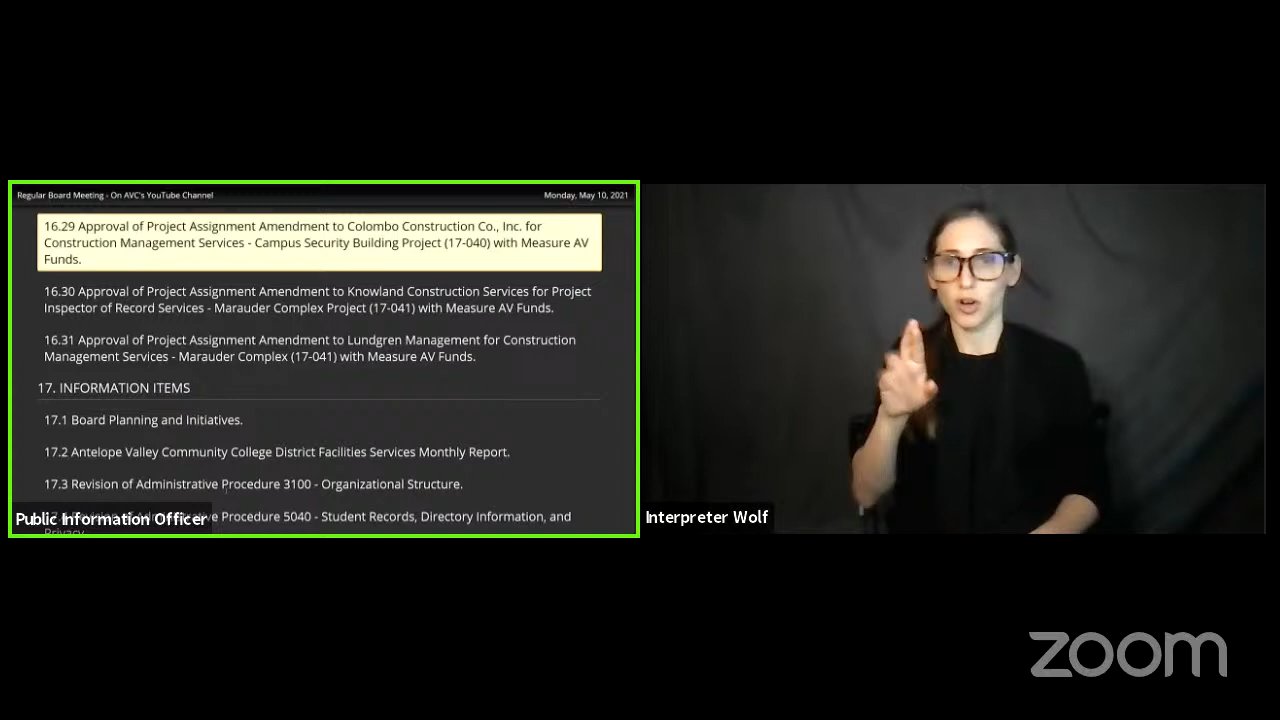 Regular Board Meeting - On AVC's YouTube Channel
Monday, May 10, 2021
16.29 Approval of Project Assignment Amendment to Colombo Construction Co., Inc. for
Construction Management Services - Campus Security Building Project (17-040) with Measure AV
Funds.
16.30 Approval of Project Assignment Amendment to Knowland Construction Services for Project
Inspector of Record Services - Marauder Complex Project (17-041) with Measure AV Funds.
16.31 Approval of Project Assignment Amendment to Lundgren Management for Construction
Management Services - Marauder Complex (17-041) with Measure AV Funds.
17. INFORMATION ITEMS
17.1 Board Planning and Initiatives.
17.2 Antelope Valley Community College District Facilities Services Monthly Report.
17.3 Revision of Administrative Procedure 3100 - Organizational Structure.
17.4 Revision of Administrative Procedure 5040 - Student Records, Directory Information, and
Privacy
Public Information Officer
Interpreter Wolf
zoom